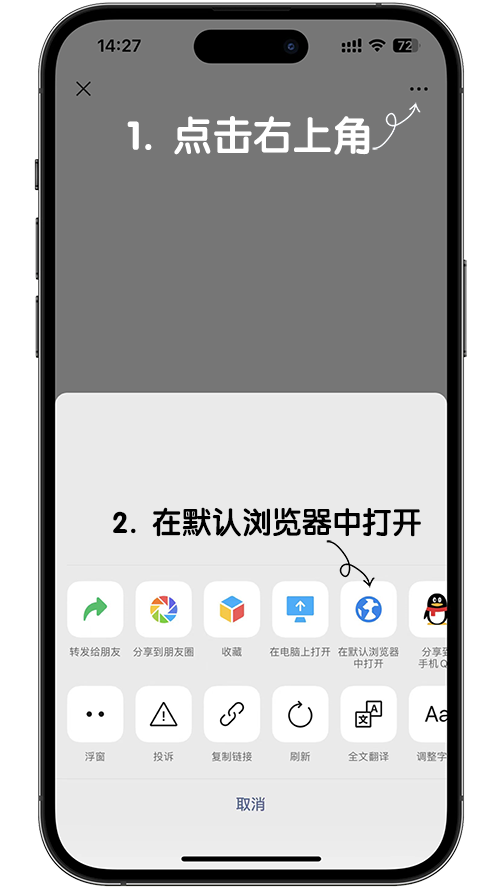 14:27
72
1. 点击右上角
2. 在默认浏览器中打开
转发给朋友 分享到朋友圈 收藏 在电脑上打开 在默认浏览器 分享到
中打开 手机Q
浮窗 投诉 复制链接 刷新 全文翻译 调整字
文 A Aa
取消